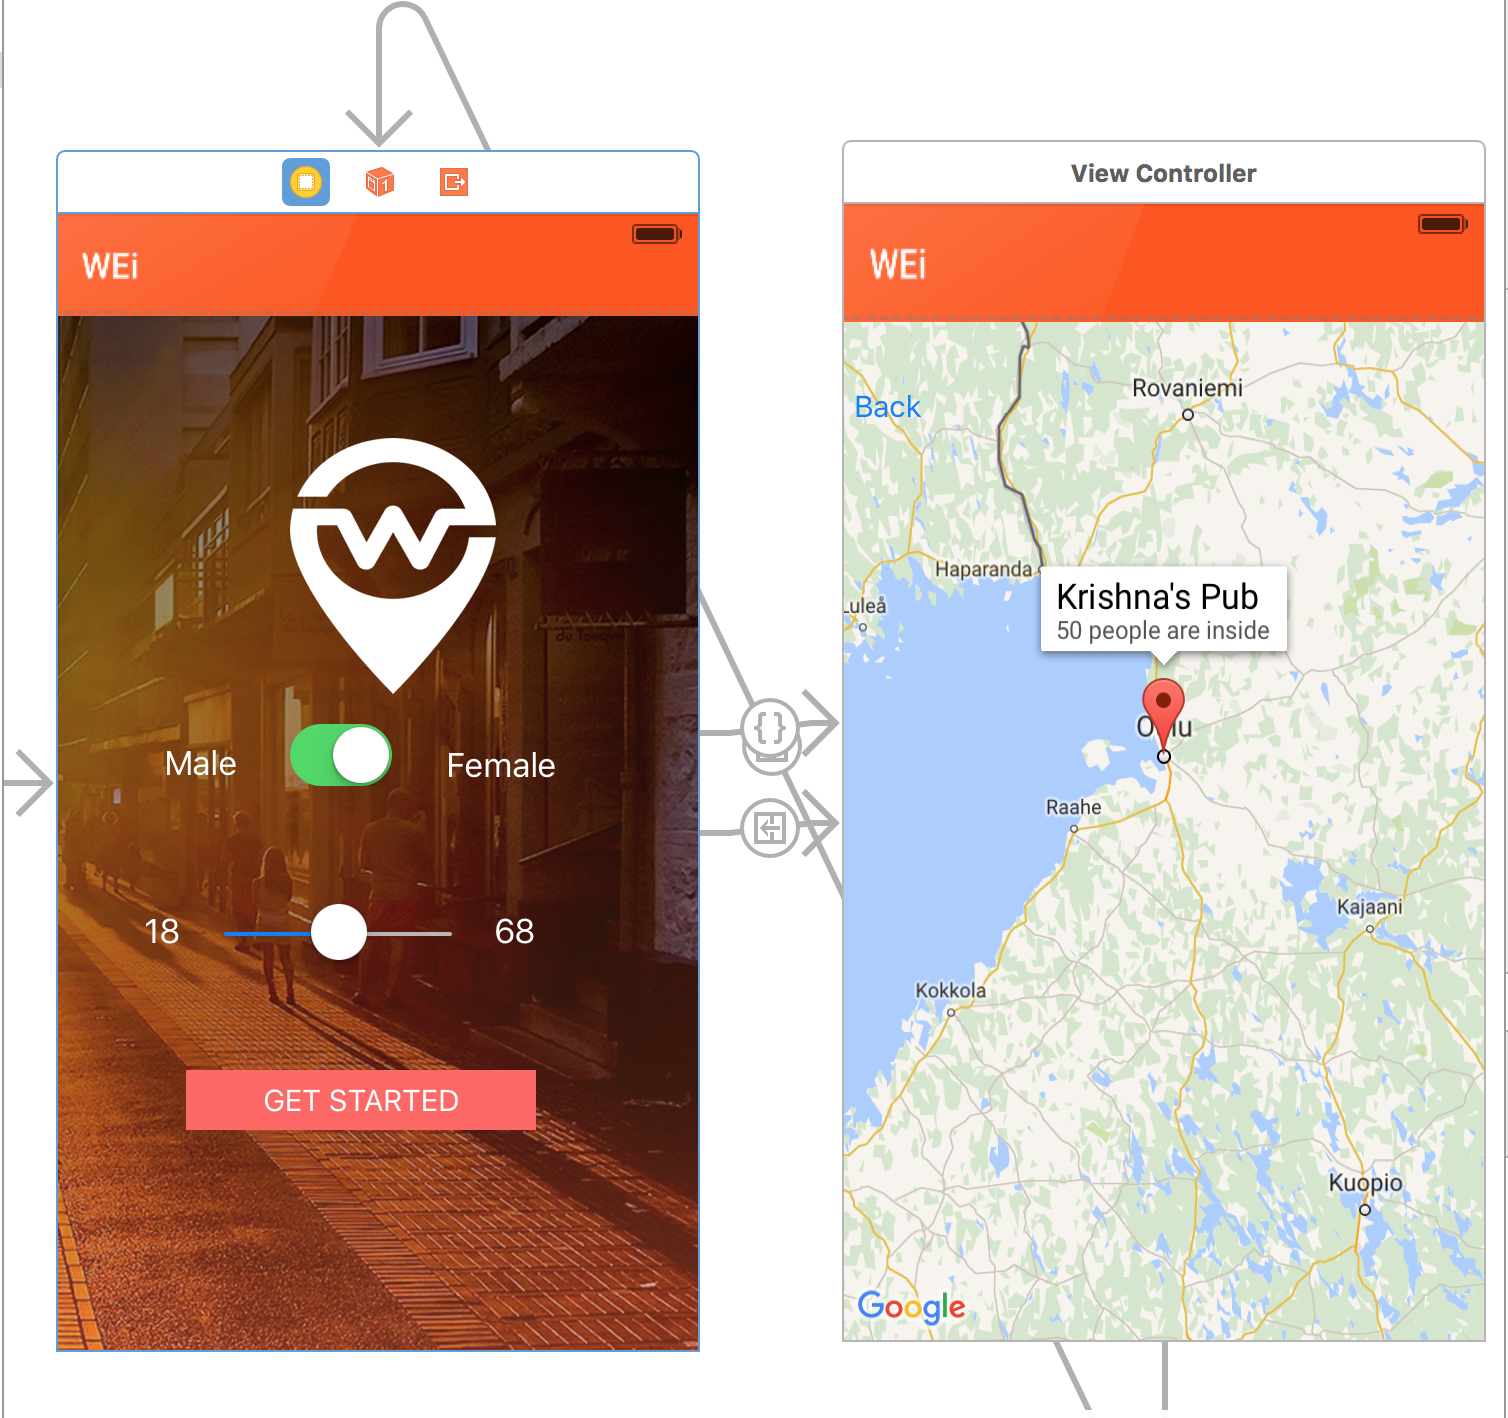 WEi
W
Male
Female
18
68
GET STARTED
View Controller
WEi
Back
Rovaniemi
Haparanda
Luleå
Krishna's Pub
50 people are inside
Raahe
Kajaani
Kokkola
Kuopio
Google